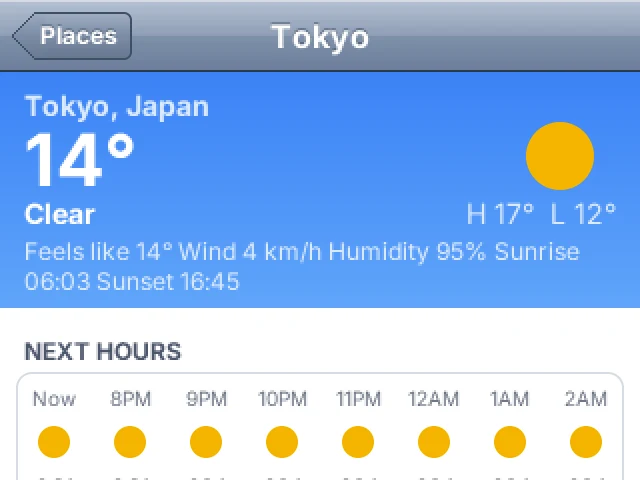 Places
Tokyo
Tokyo, Japan
14°
Clear
H 17° L 12°
Feels like 14° Wind 4 km/h Humidity 95% Sunrise
06:03 Sunset 16:45
NEXT HOURS
Now 8PM 9PM 10PM 11PM 12AM 1AM 2AM